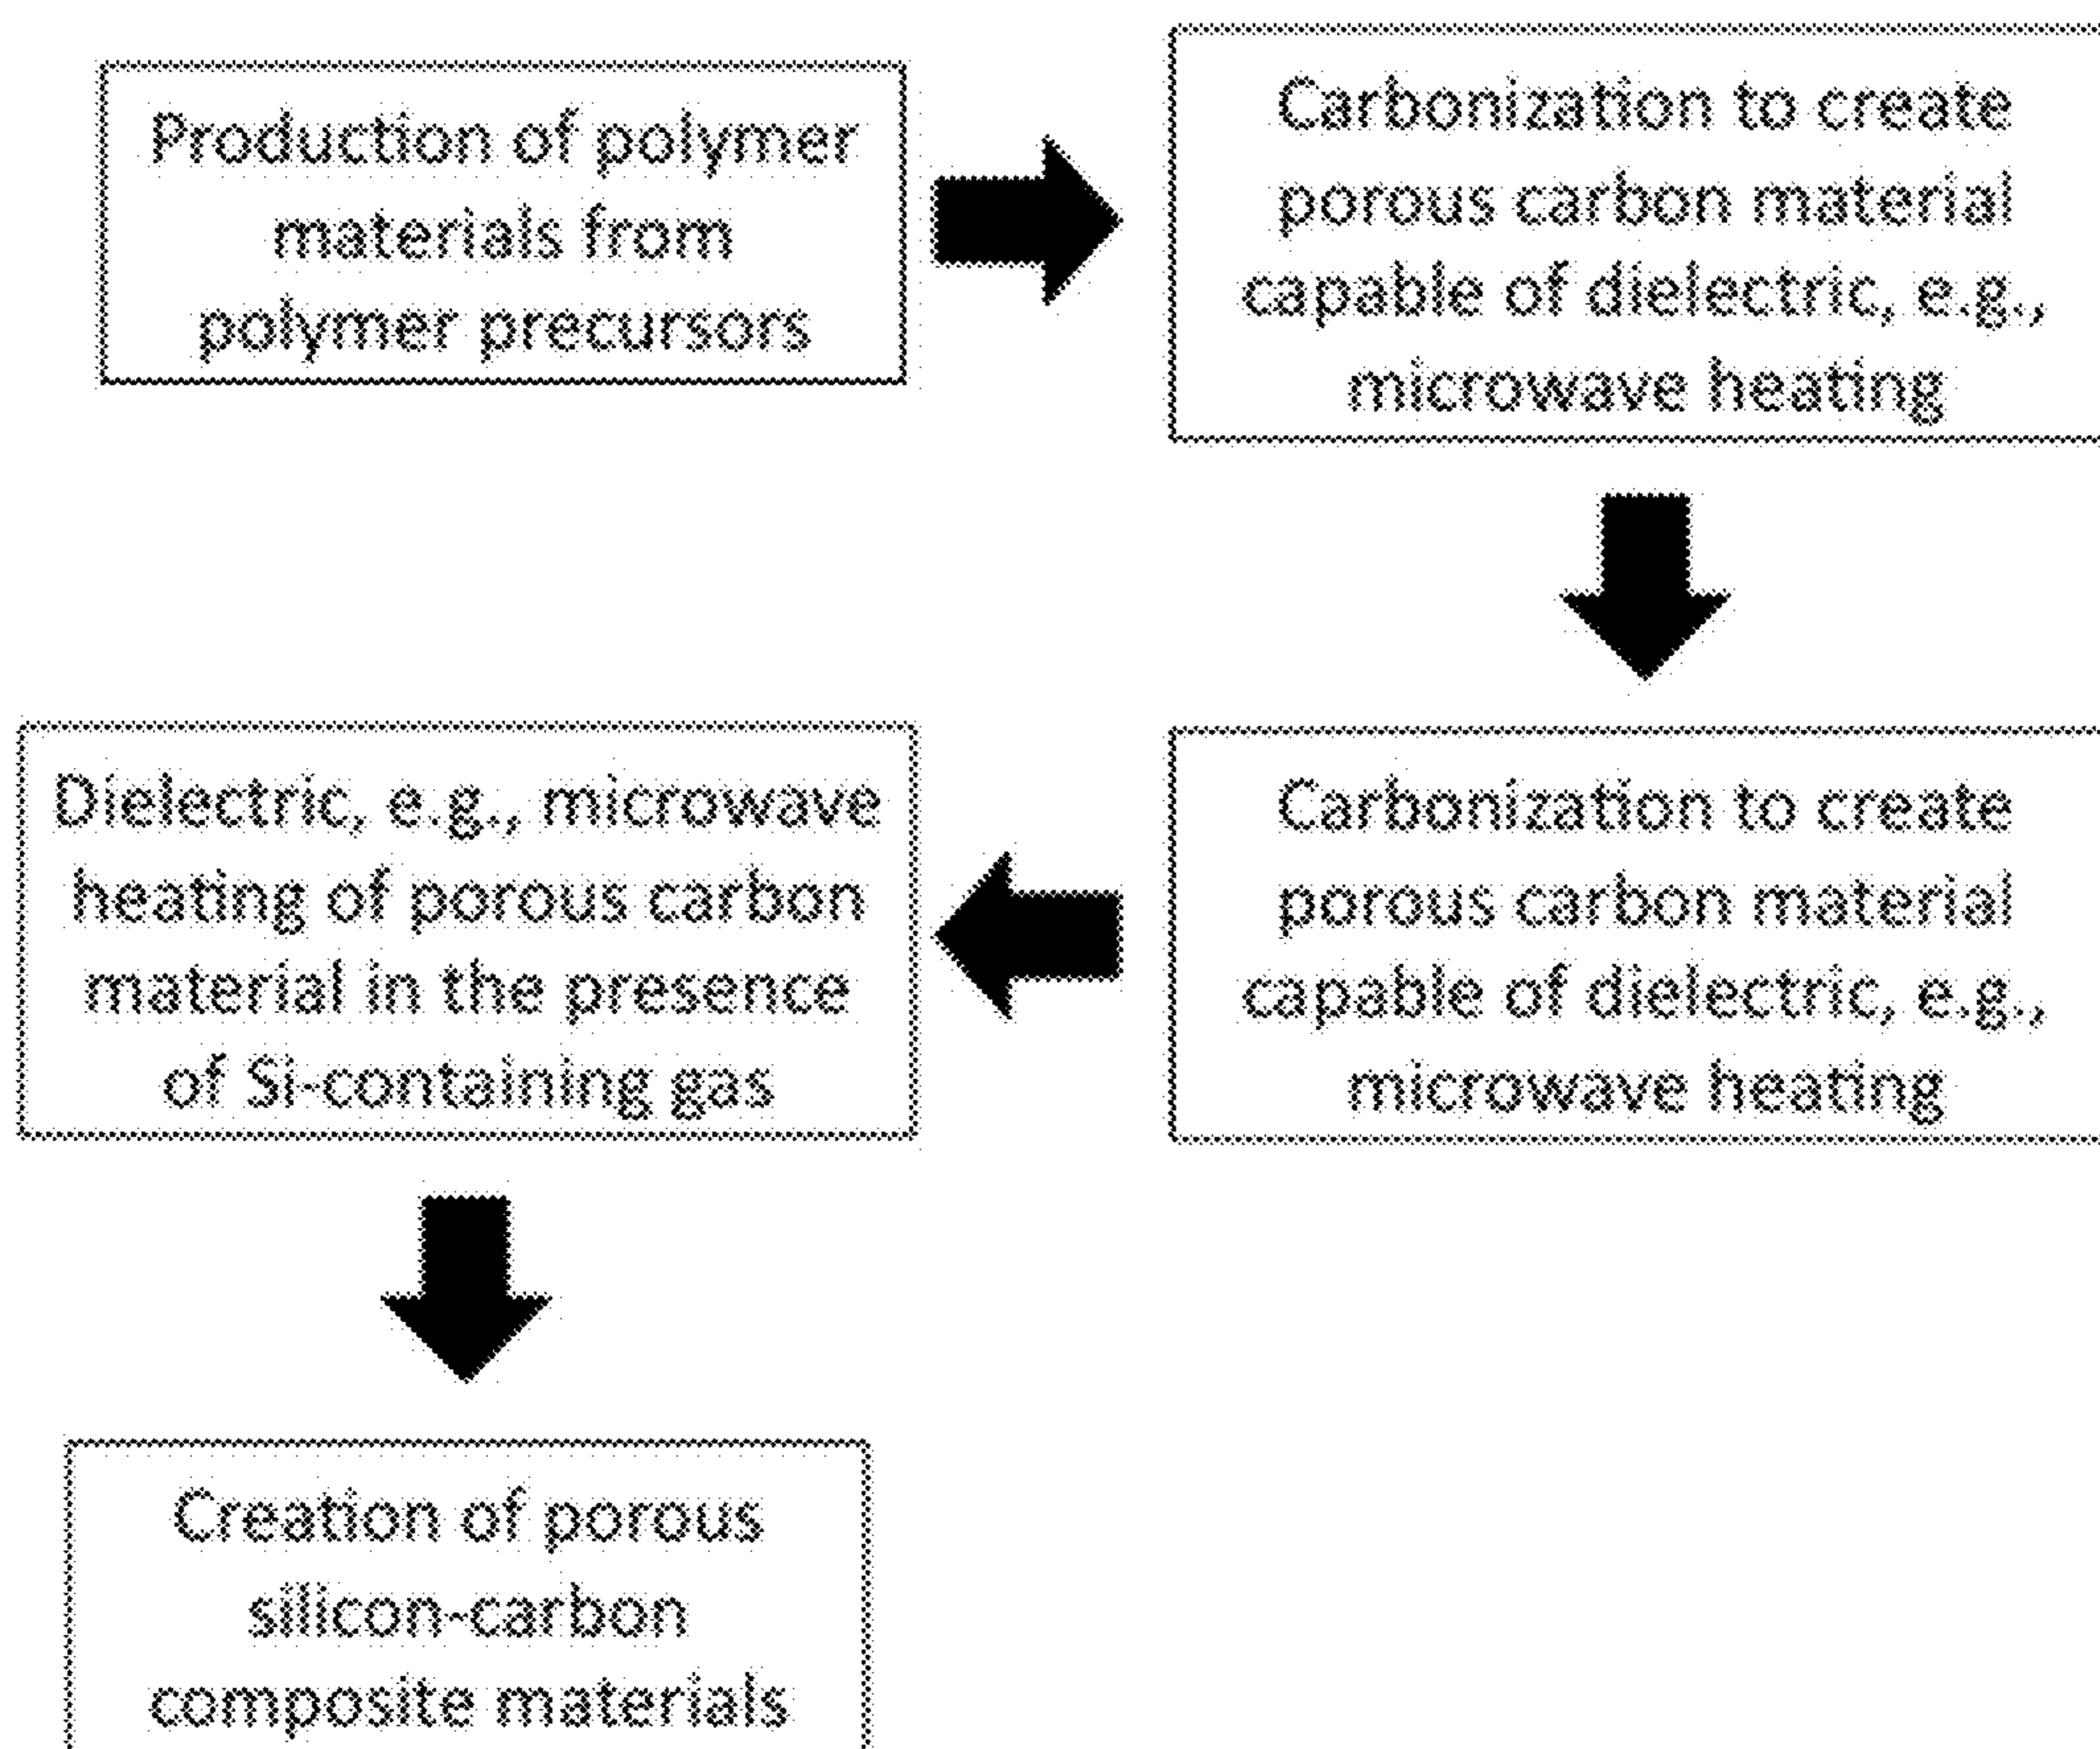 Production of polymer
materials from
polymer precursors
Carbonization to create
porous carbon material
capable of dielectric, e.g.,
microwave heating
Carbonization to create
porous carbon material
capable of dielectric, e.g.,
microwave heating
Dielectric, e.g., microwave
heating of porous carbon
material in the presence
of Si-containing gas
Creation of porous
silicon-carbon
composite materials